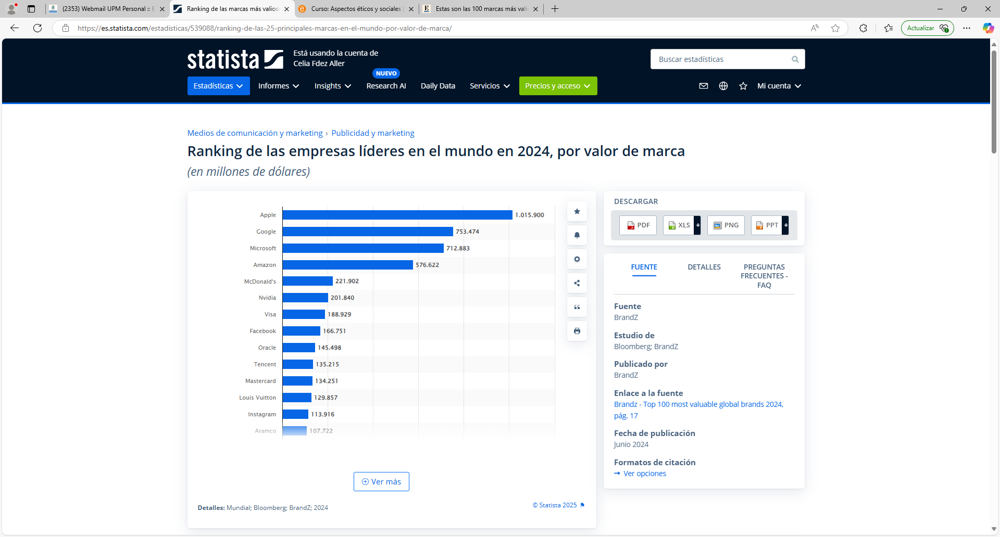 (2353) Webmail UPM Personal :: E
Ranking de las marcas más valiosa
Curso: Aspectos éticos y sociales |
Estas son las 100 marcas más vali
https://es.statista.com/estadisticas/539088/ranking-de-las-25-principales-marcas-en-el-mundo-por-valor-de-marca/
Actualizar
statista
Está usando la cuenta de
Celia Fdez Aller
Buscar estadísticas
NUEVO
Estadísticas
Informes
Insights
Research AI
Daily Data
Servicios
Precios y acceso
Mi cuenta
Medios de comunicación y marketing › Publicidad y marketing
Ranking de las empresas líderes en el mundo en 2024, por valor de marca
(en millones de dólares)
Apple 1.015.900
Google 753.474
Microsoft 712.883
Amazon 576.622
McDonald's 221.902
Nvidia 201.840
Visa 188.929
Facebook 166.751
Oracle 145.498
Tencent 135.215
Mastercard 134.251
Louis Vuitton 129.857
Instagram 113.916
Aramco 107.722
Ver más
Detalles: Mundial; Bloomberg; BrandZ; 2024
© Statista 2025
DESCARGAR
PDF
XLS +
PNG
PPT +
FUENTE
DETALLES
PREGUNTAS
FRECUENTES -
FAQ
Fuente
BrandZ
Estudio de
Bloomberg; BrandZ
Publicado por
BrandZ
Enlace a la fuente
Brandz - Top 100 most valuable global brands 2024,
pág. 17
Fecha de publicación
Junio 2024
Formatos de citación
→ Ver opciones